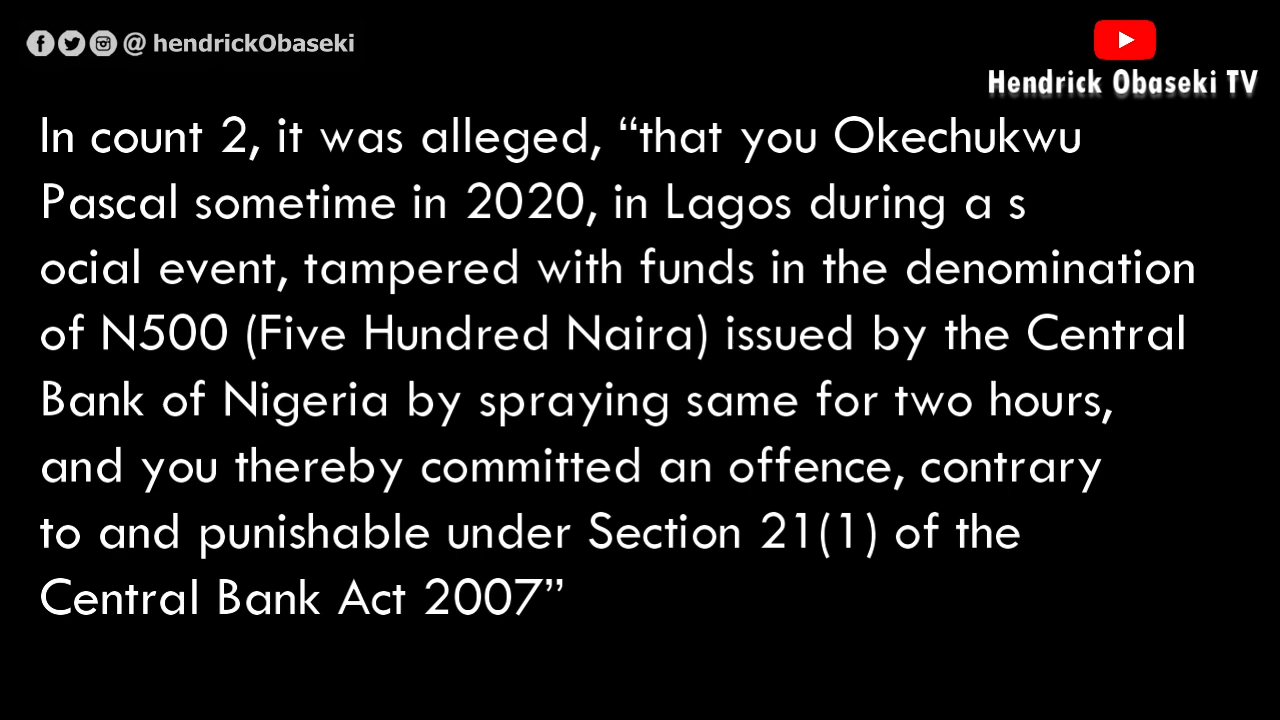 @ hendrickObaseki
Hendrick Obaseki TV
In count 2, it was alleged, “that you Okechukwu
Pascal sometime in 2020, in Lagos during a s
ocial event, tampered with funds in the denomination
of N500 (Five Hundred Naira) issued by the Central
Bank of Nigeria by spraying same for two hours,
and you thereby committed an offence, contrary
to and punishable under Section 21(1) of the
Central Bank Act 2007”